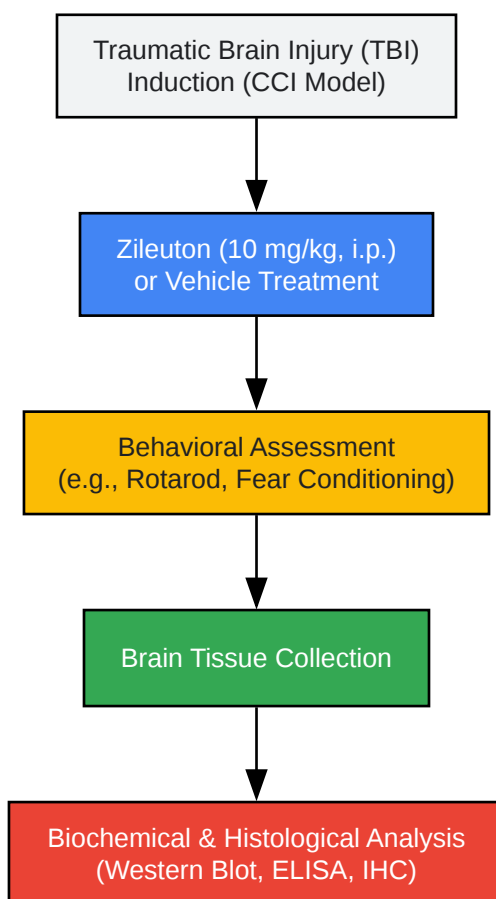 Traumatic Brain Injury (TBI)
Induction (CCI Model)
Zileuton (10 mg/kg, i.p.)
or Vehicle Treatment
Behavioral Assessment
(e.g., Rotarod, Fear Conditioning)
Brain Tissue Collection
Biochemical & Histological Analysis
(Western Blot, ELISA, IHC)